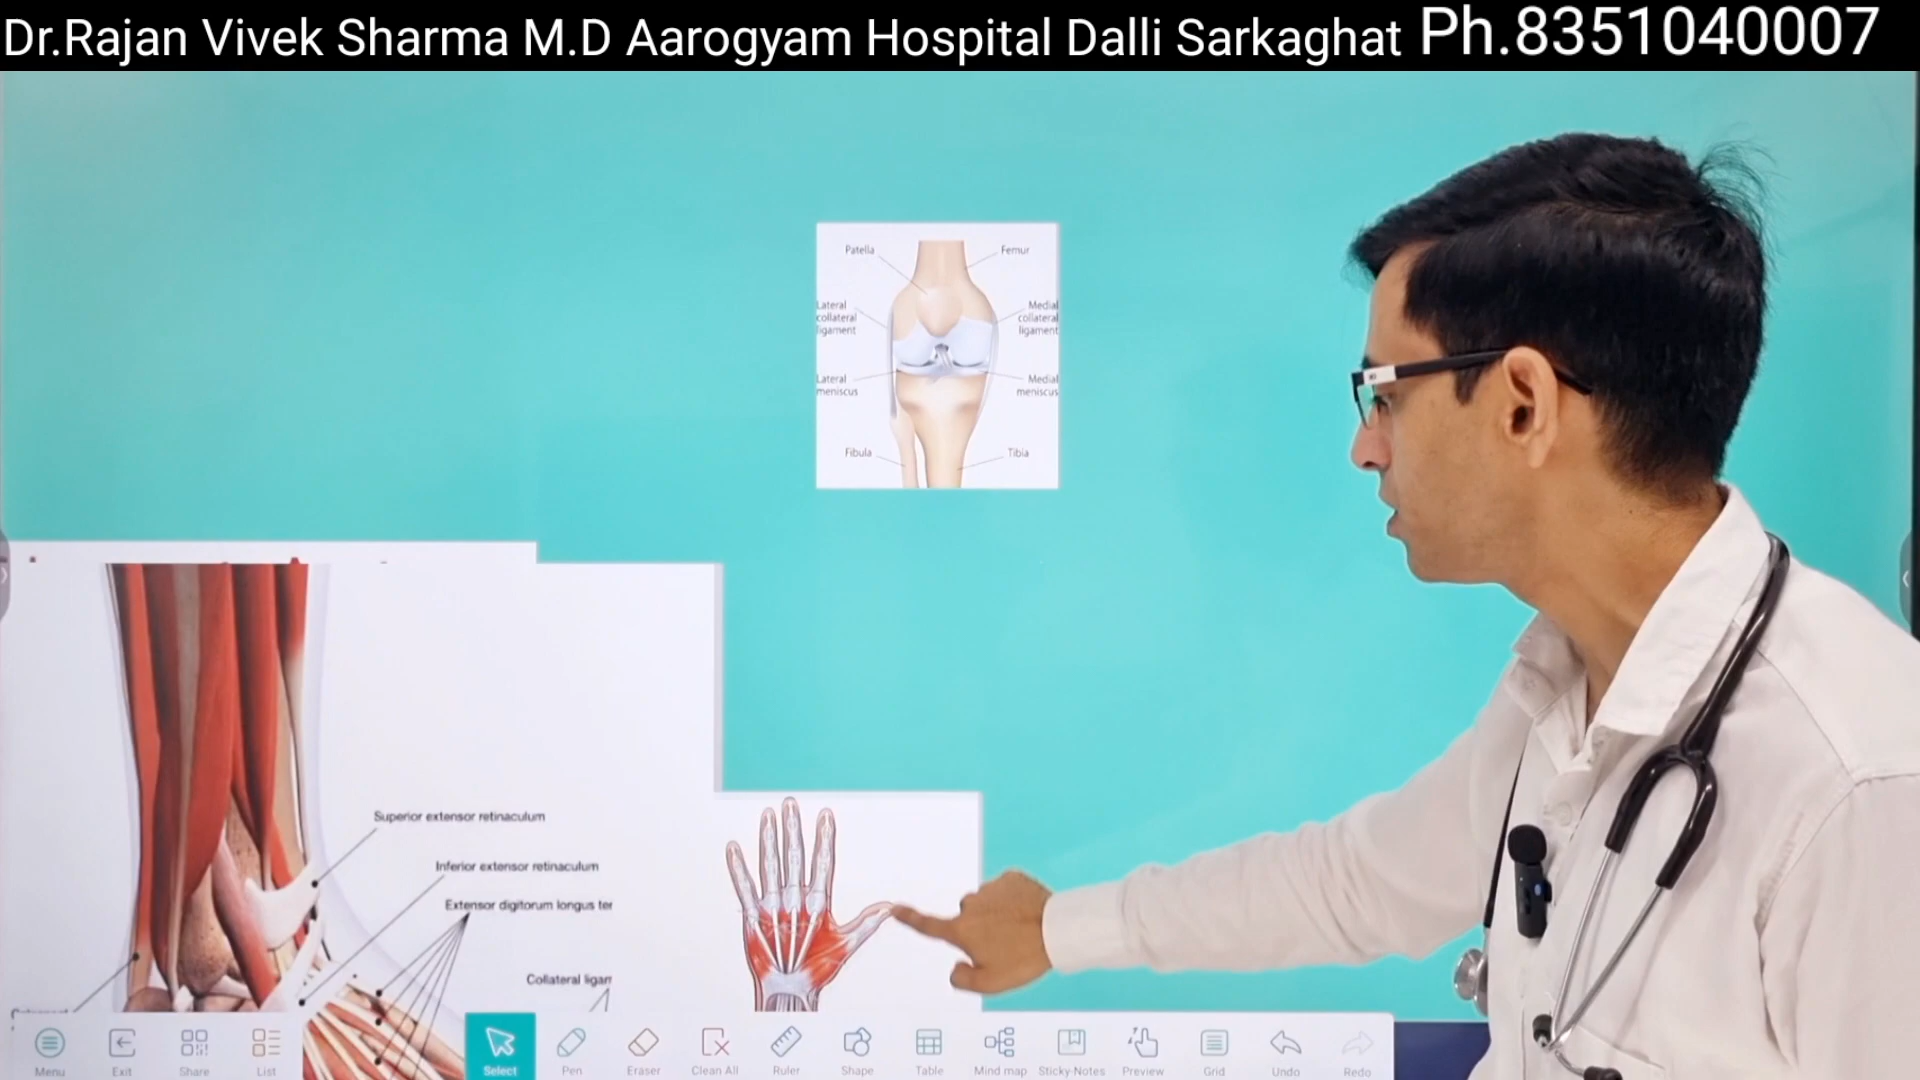 Dr.Rajan Vivek Sharma M.D Aarogyam Hospital Dalli Sarkaghat Ph.8351040007
Patella
Femur
Lateral
collateral
ligament
Medial
collateral
ligament
Lateral
meniscus
Medial
meniscus
Fibula
Tibia
Superior extensor retinaculum
Inferior extensor retinaculum
Extensor digitorum longus ter
Collateral ligam
Menu
Exit
Share
List
Select
Pen
Eraser
Clean All
Ruler
Shape
Table
Mind map
Sticky Notes
Preview
Grid
Undo
Redo